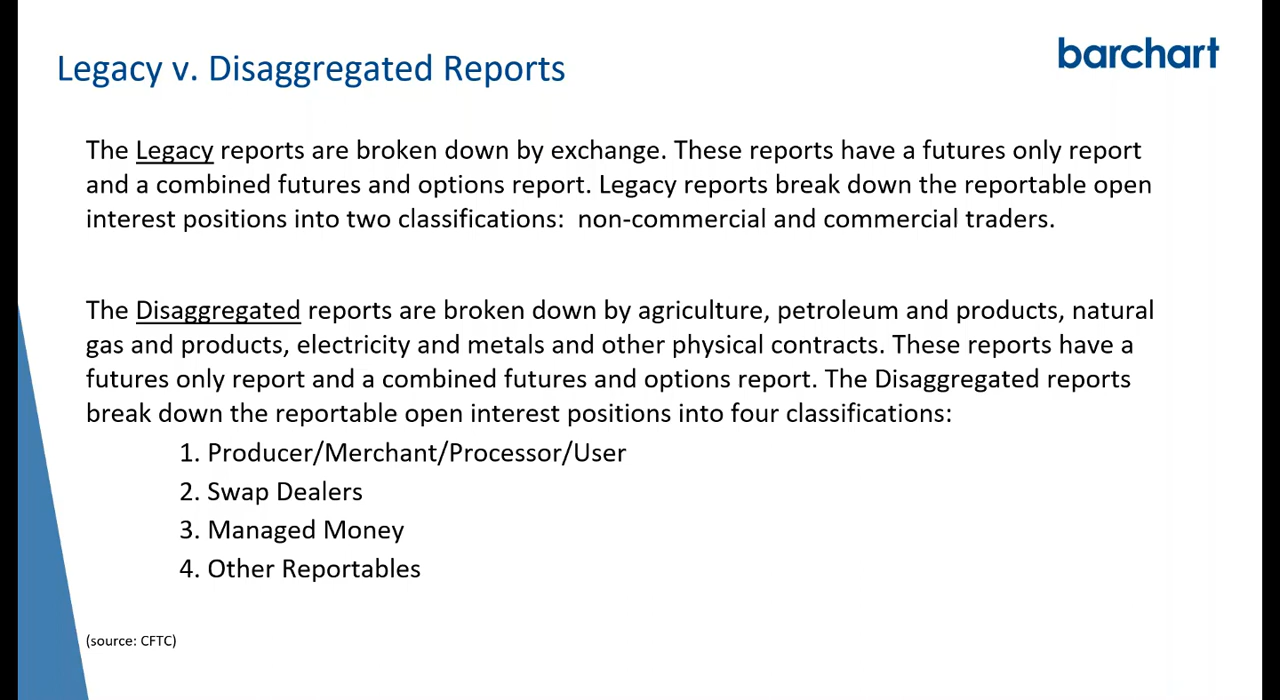 Legacy v. Disaggregated Reports
barchart
The Legacy reports are broken down by exchange. These reports have a futures only report
and a combined futures and options report. Legacy reports break down the reportable open
interest positions into two classifications:  non-commercial and commercial traders.
The Disaggregated reports are broken down by agriculture, petroleum and products, natural
gas and products, electricity and metals and other physical contracts. These reports have a
futures only report and a combined futures and options report. The Disaggregated reports
break down the reportable open interest positions into four classifications:
1. Producer/Merchant/Processor/User
2. Swap Dealers
3. Managed Money
4. Other Reportables
(source: CFTC)